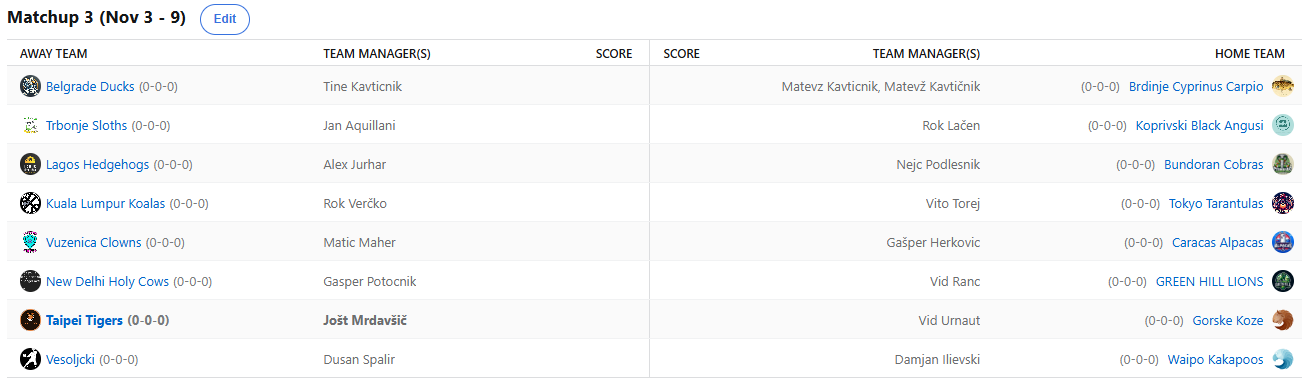 Matchup 3 (Nov 3 - 9) Edit
AWAY TEAM TEAM MANAGER(S) SCORE SCORE TEAM MANAGER(S) HOME TEAM
Belgrade Ducks (0-0-0) Tine Kavticnik Matevz Kavticnik, Matevž Kavtičnik (0-0-0) Brdinje Cyprinus Carpio
Trbonje Sloths (0-0-0) Jan Aquillani Rok Lačen (0-0-0) Koprivski Black Angusi
Lagos Hedgehogs (0-0-0) Alex Jurhar Nejc Podlesnik (0-0-0) Bundoran Cobras
Kuala Lumpur Koalas (0-0-0) Rok Verčko Vito Torej (0-0-0) Tokyo Tarantulas
Vuzenica Clowns (0-0-0) Matic Maher Gašper Herkovic (0-0-0) Caracas Alpacas
New Delhi Holy Cows (0-0-0) Gasper Potocnik Vid Ranc (0-0-0) GREEN HILL LIONS
Taipei Tigers (0-0-0) Jošt Mrdavšič Vid Urnaut (0-0-0) Gorske Koze
Vesoljcki (0-0-0) Dusan Spalir Damjan Ilievski (0-0-0) Waipo Kakapoos